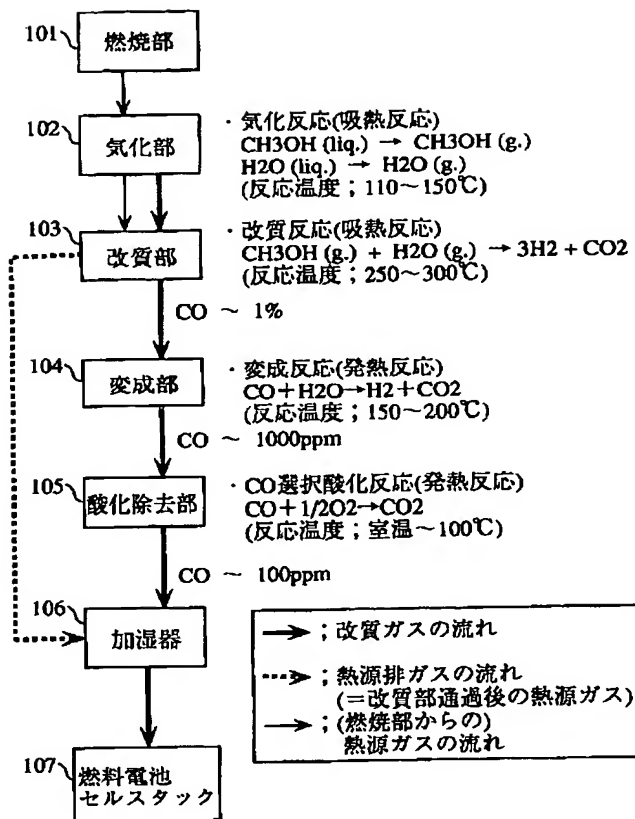 101
燃焼部
102
気化部
・気化反応(吸熱反応)
CH3OH (liq.) → CH3OH (g.)
H2O (liq.) → H2O (g.)
(反応温度；110～150℃)
103
改質部
・改質反応(吸熱反応)
CH3OH (g.) + H2O (g.) → 3H2 + CO2
(反応温度；250～300℃)
CO ～ 1%
104
変成部
・変成反応(発熱反応)
CO+H2O→H2+CO2
(反応温度；150～200℃)
CO ～ 1000ppm
105
酸化除去部
・CO選択酸化反応(発熱反応)
CO+1/2O2→CO2
(反応温度；室温～100℃)
CO ～ 100ppm
106
加湿器
；改質ガスの流れ
；熱源排ガスの流れ
(＝改質部通過後の熱源ガス)
；(燃焼部からの)
熱源ガスの流れ
107
燃料電池
セルスタック